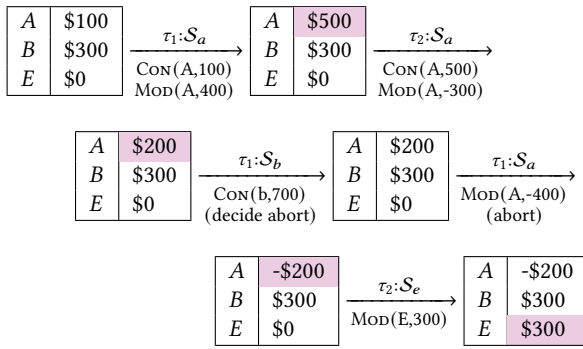 A $100
B $300
E $0
τ₁:𝒮ₐ
CON(A,100)
MOD(A,400)
A $500
B $300
E $0
τ₂:𝒮ₐ
CON(A,500)
MOD(A,-300)
A $200
B $300
E $0
τ₁:𝒮_b
CON(b,700)
(decide abort)
A $200
B $300
E $0
τ₁:𝒮ₐ
MOD(A,-400)
(abort)
A -$200
B $300
E $0
τ₂:𝒮ₑ
MOD(E,300)
A -$200
B $300
E $300